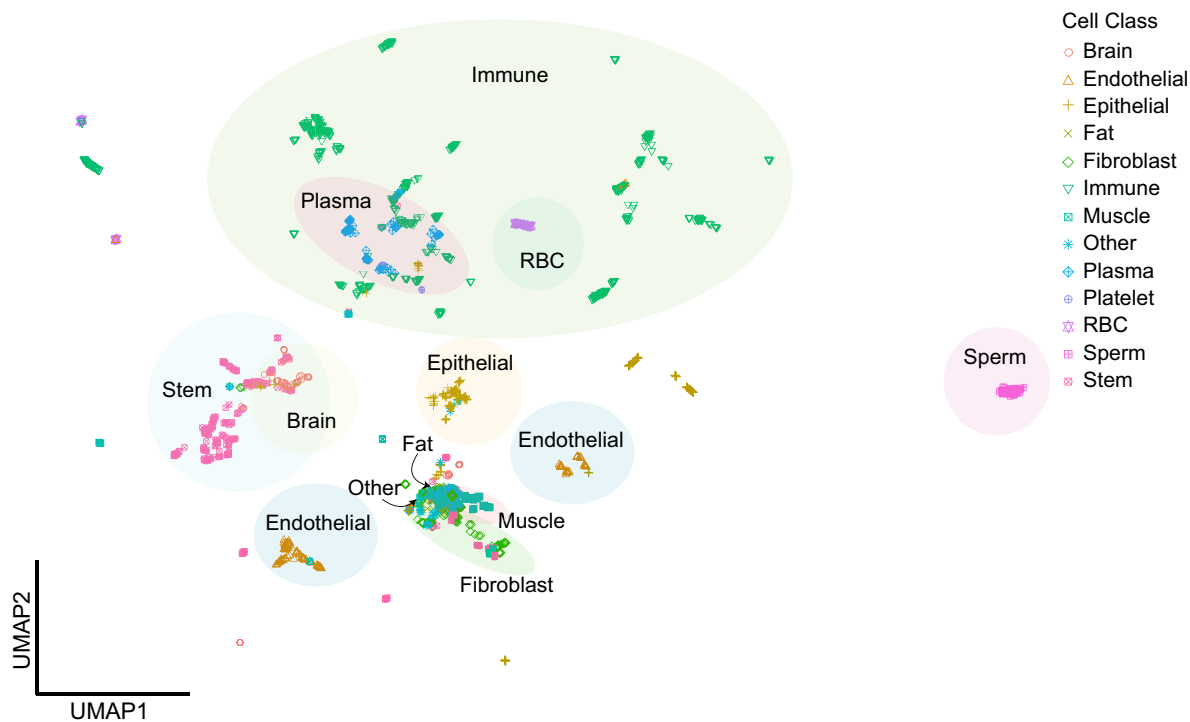 Immune
Plasma
RBC
Stem
Brain
Epithelial
Endothelial
Sperm
Fat
Other
Muscle
Endothelial
Fibroblast
UMAP2
UMAP1
Cell Class
Brain
Endothelial
Epithelial
Fat
Fibroblast
Immune
Muscle
Other
Plasma
Platelet
RBC
Sperm
Stem